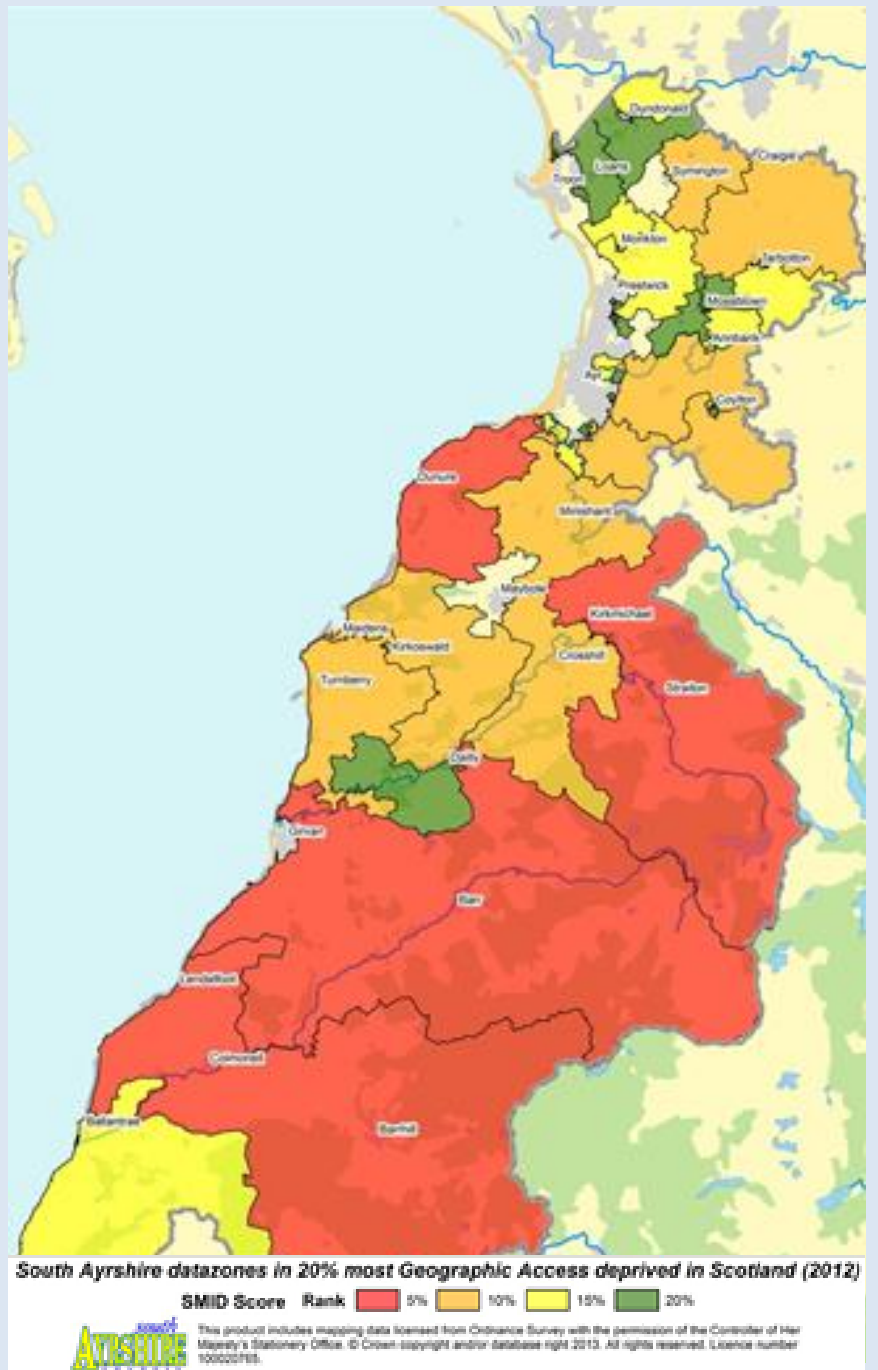 Dundonald
Craigie
Loans
Symington
Troon
Monkton
Tarbolton
Prestwick
Mossblown
Annbank
Ayr
Coylton
Dunure
Minishant
Maybole
Kirkmichael
Maidens
Kirkoswald
Crosshill
Turnberry
Straiton
Dailly
Girvan
Barr
Lendalfoot
Colmonell
Ballantrae
Barrhill
South Ayrshire datazones in 20% most Geographic Access deprived in Scotland (2012)
SMID Score Rank 5% 10% 15% 20%
south
AYRSHIRE
This product includes mapping data licensed from Ordnance Survey with the permission of the Controller of Her
Majesty's Stationery Office. © Crown copyright and/or database right 2013. All rights reserved. Licence number
100020765.